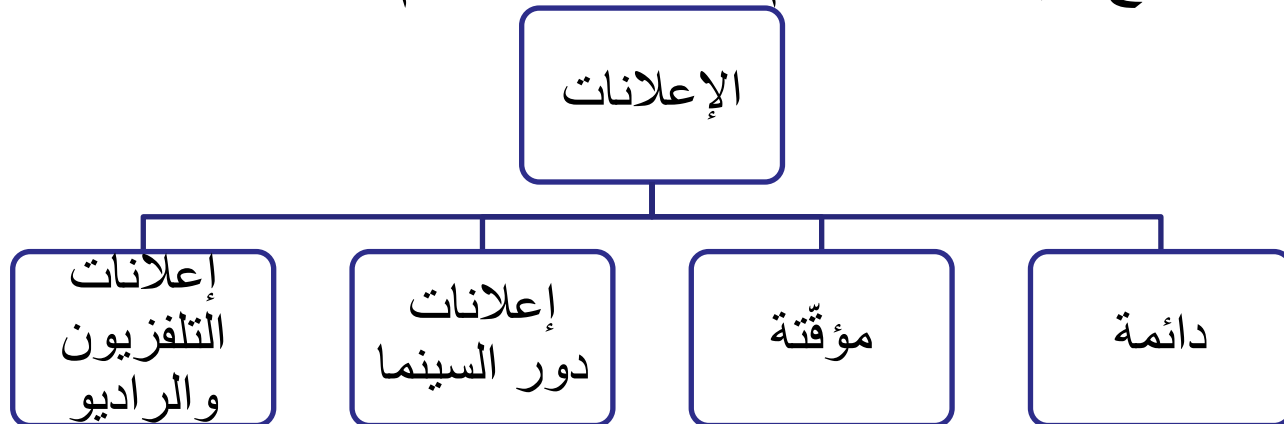 الإعلانات
دائمة
مؤقّتة
إعلانات
دور السينما
إعلانات
التلفزيون
والراديو